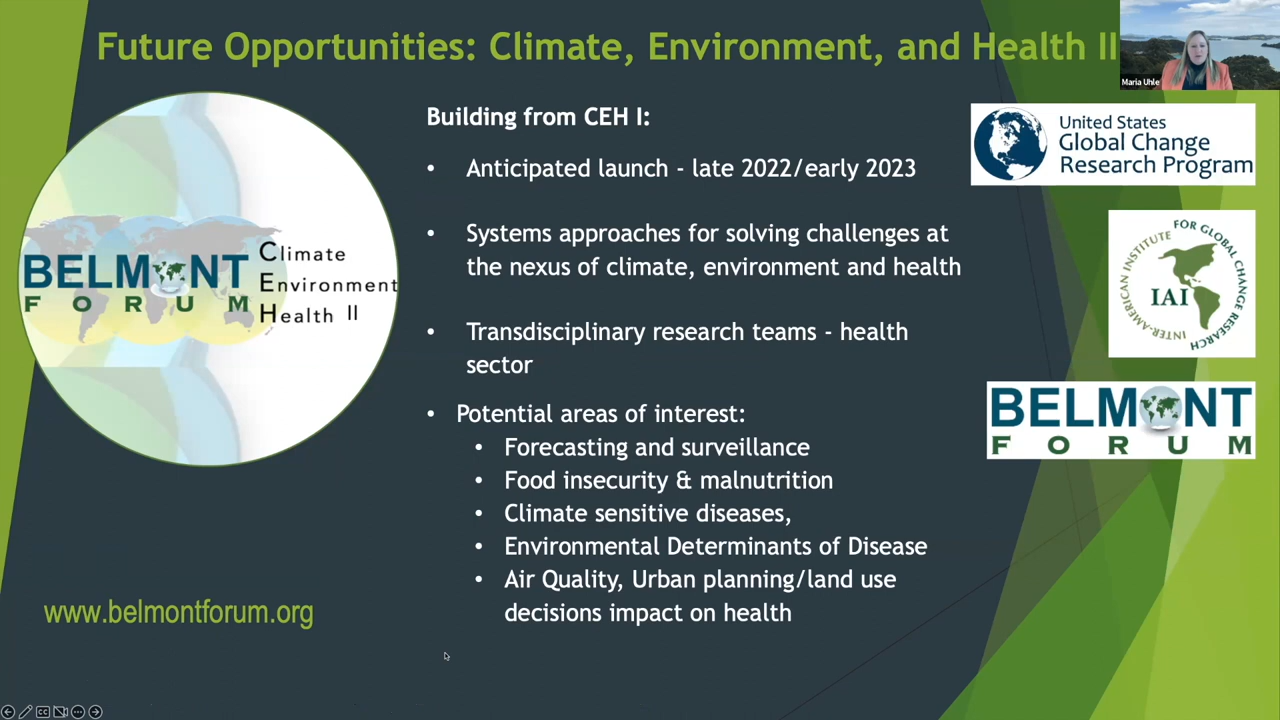 Future Opportunities: Climate, Environment, and Health II
Maria Uhle
Building from CEH I:
• Anticipated launch - late 2022/early 2023
• Systems approaches for solving challenges at
the nexus of climate, environment and health
• Transdisciplinary research teams - health
sector
• Potential areas of interest:
• Forecasting and surveillance
• Food insecurity & malnutrition
• Climate sensitive diseases,
• Environmental Determinants of Disease
• Air Quality, Urban planning/land use
decisions impact on health
BELMONT
FORUM
Climate
Environment
Health II
www.belmontforum.org
United States
Global Change
Research Program
INTER-AMERICAN INSTITUTE FOR GLOBAL CHANGE RESEARCH
IAI
BELMONT
FORUM
CC